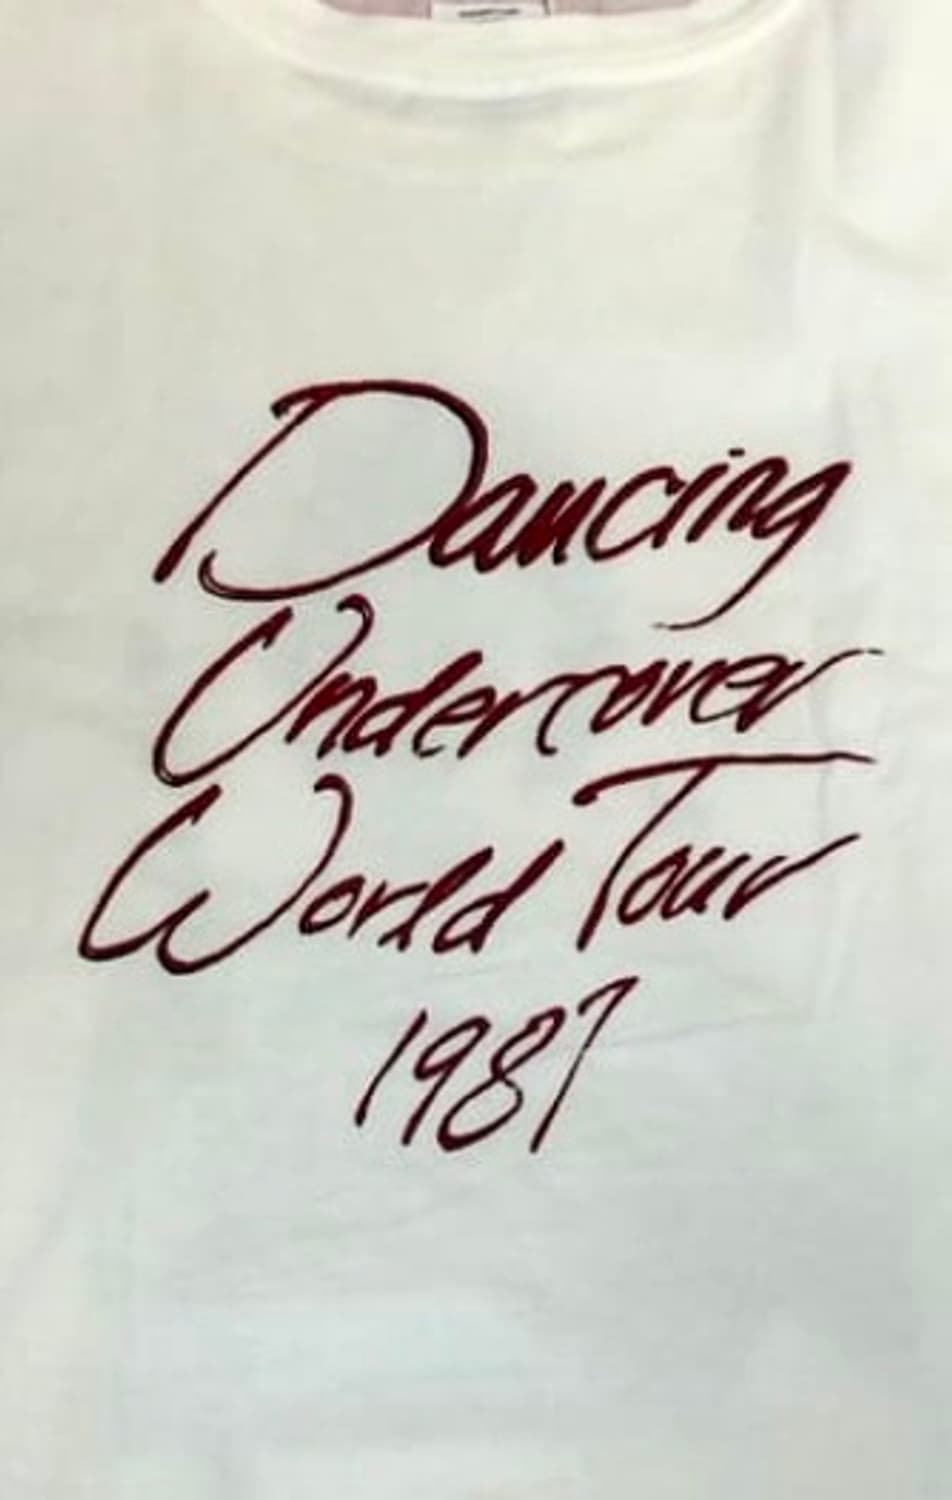 Dancing
Undercover
World Tour
1987